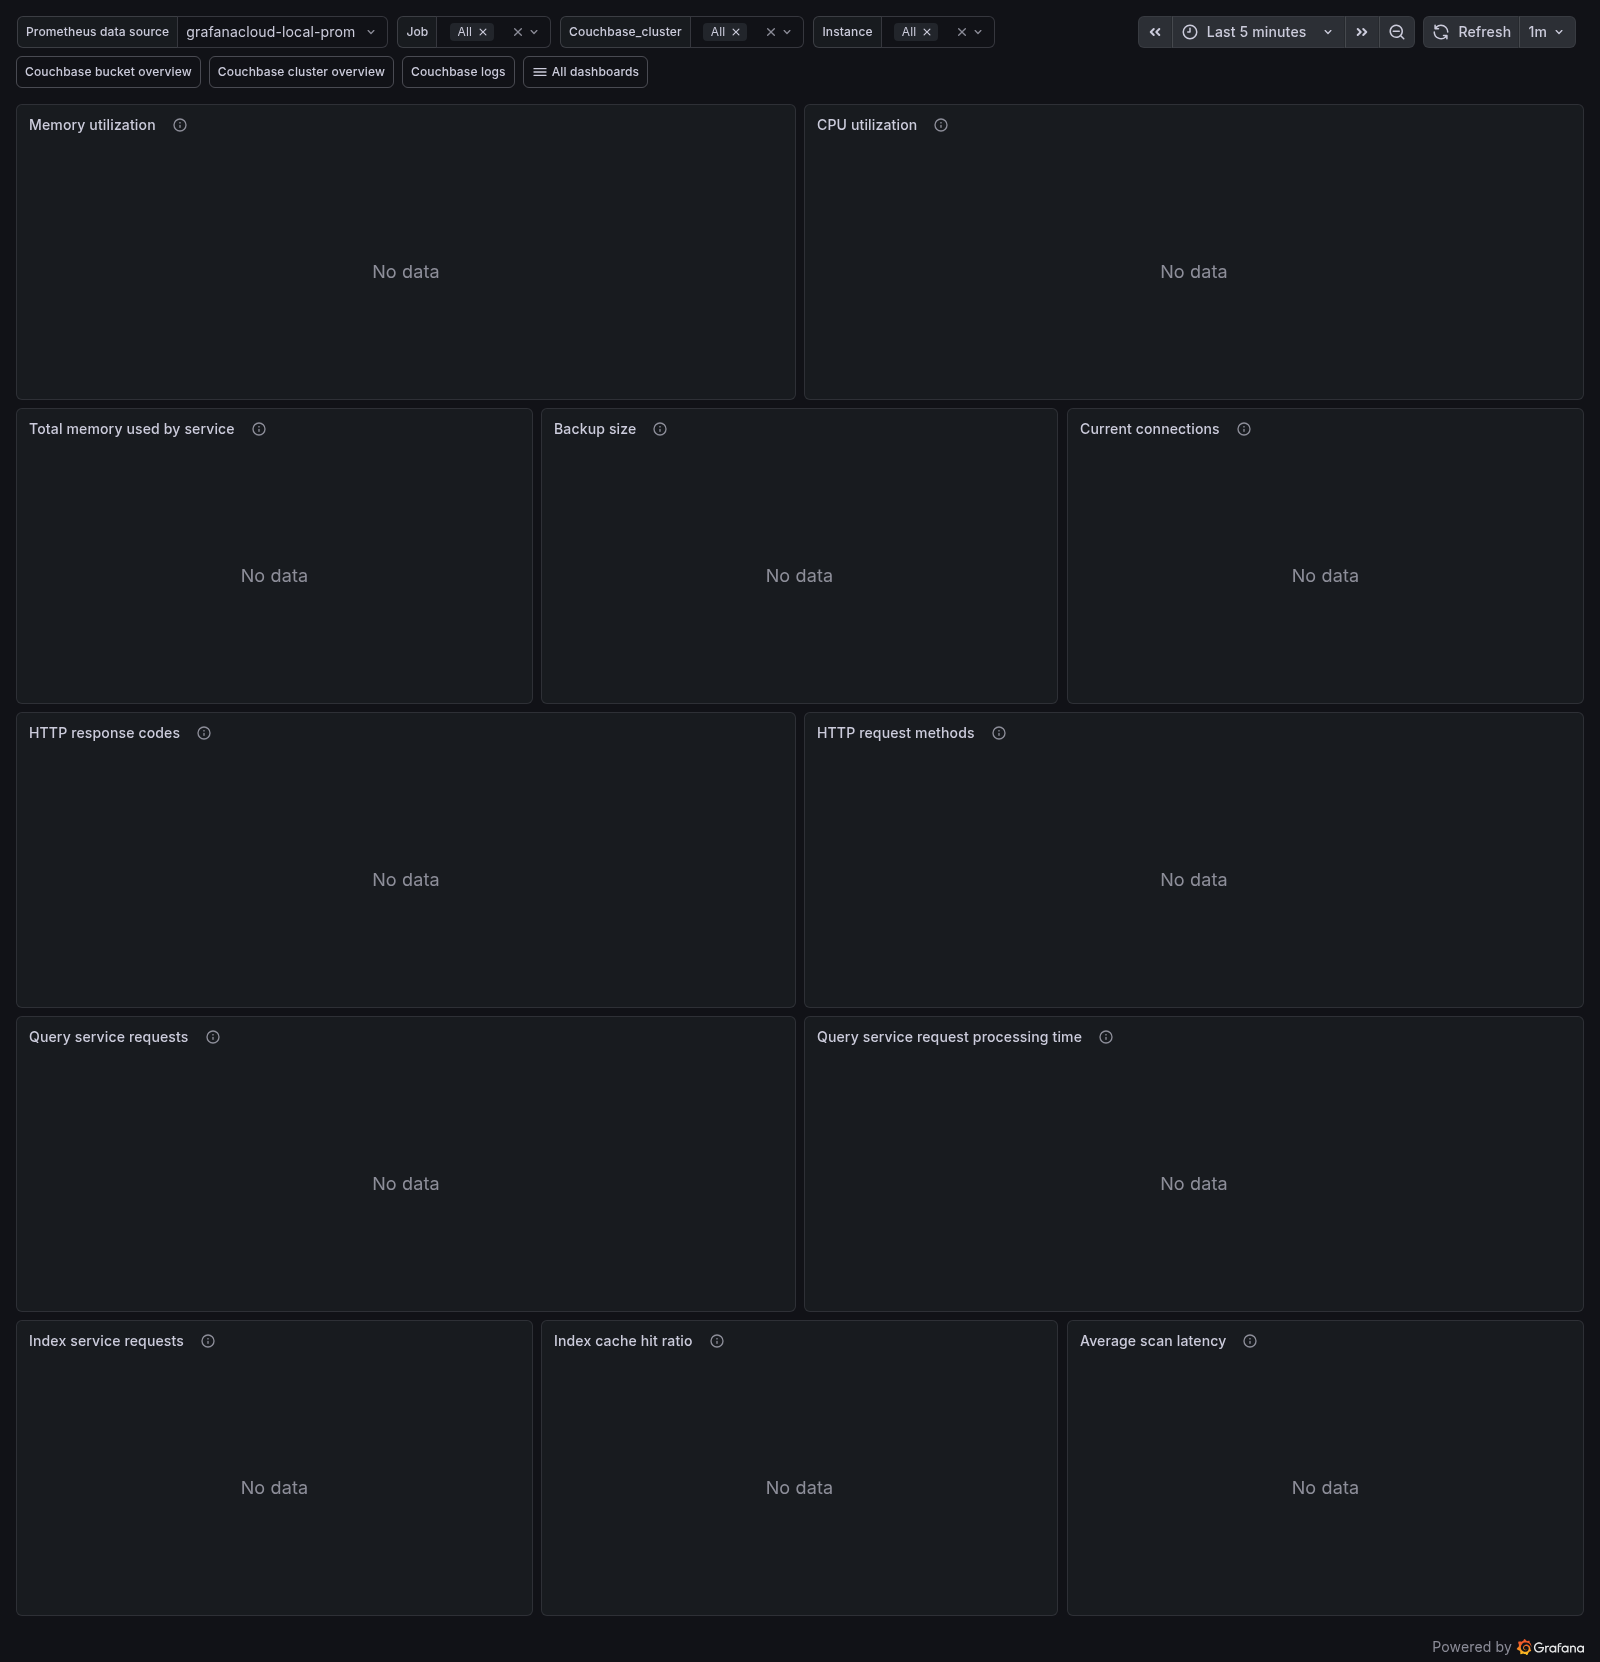 Prometheus data source grafanacloud-local-prom Job All Couchbase_cluster All Instance All Last 5 minutes Refresh 1m
Couchbase bucket overview Couchbase cluster overview Couchbase logs All dashboards
Memory utilization CPU utilization
No data No data
Total memory used by service Backup size Current connections
No data No data No data
HTTP response codes HTTP request methods
No data No data
Query service requests Query service request processing time
No data No data
Index service requests Index cache hit ratio Average scan latency
No data No data No data
Powered by Grafana